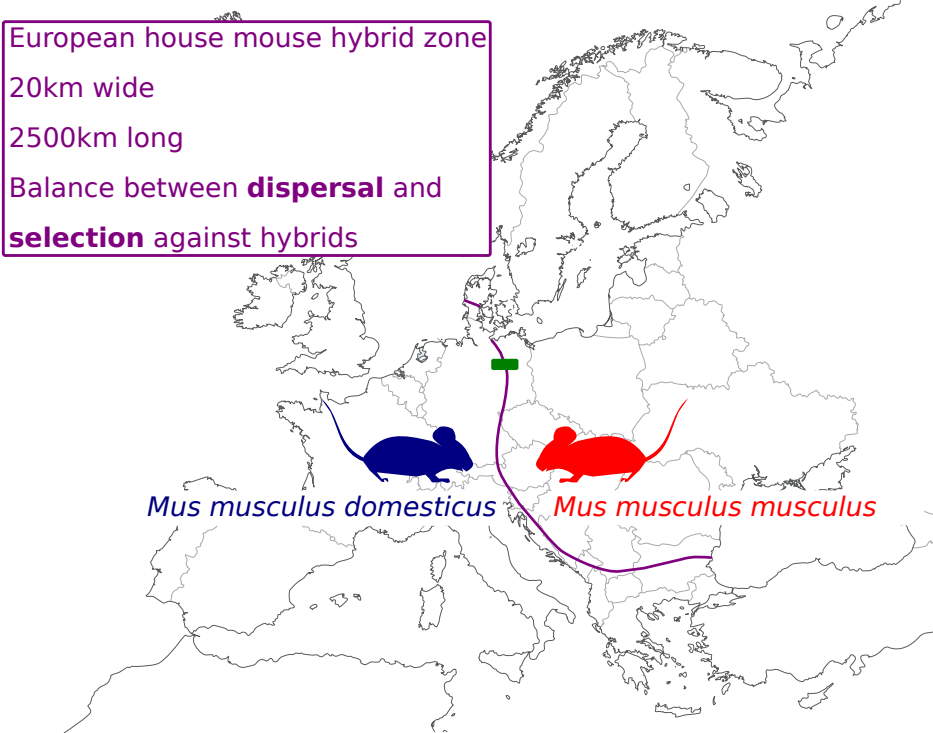 European house mouse hybrid zone
20km wide
2500km long
Balance between dispersal and
selection against hybrids
Mus musculus domesticus
Mus musculus musculus